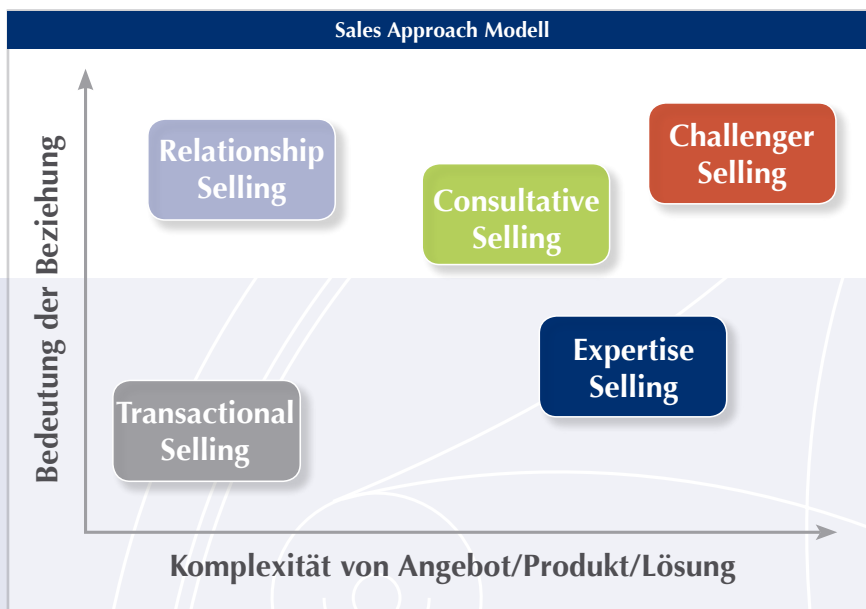 Sales Approach Modell
Bedeutung der Beziehung
Relationship
Selling
Consultative
Selling
Challenger
Selling
Transactional
Selling
Expertise
Selling
Komplexität von Angebot/Produkt/Lösung